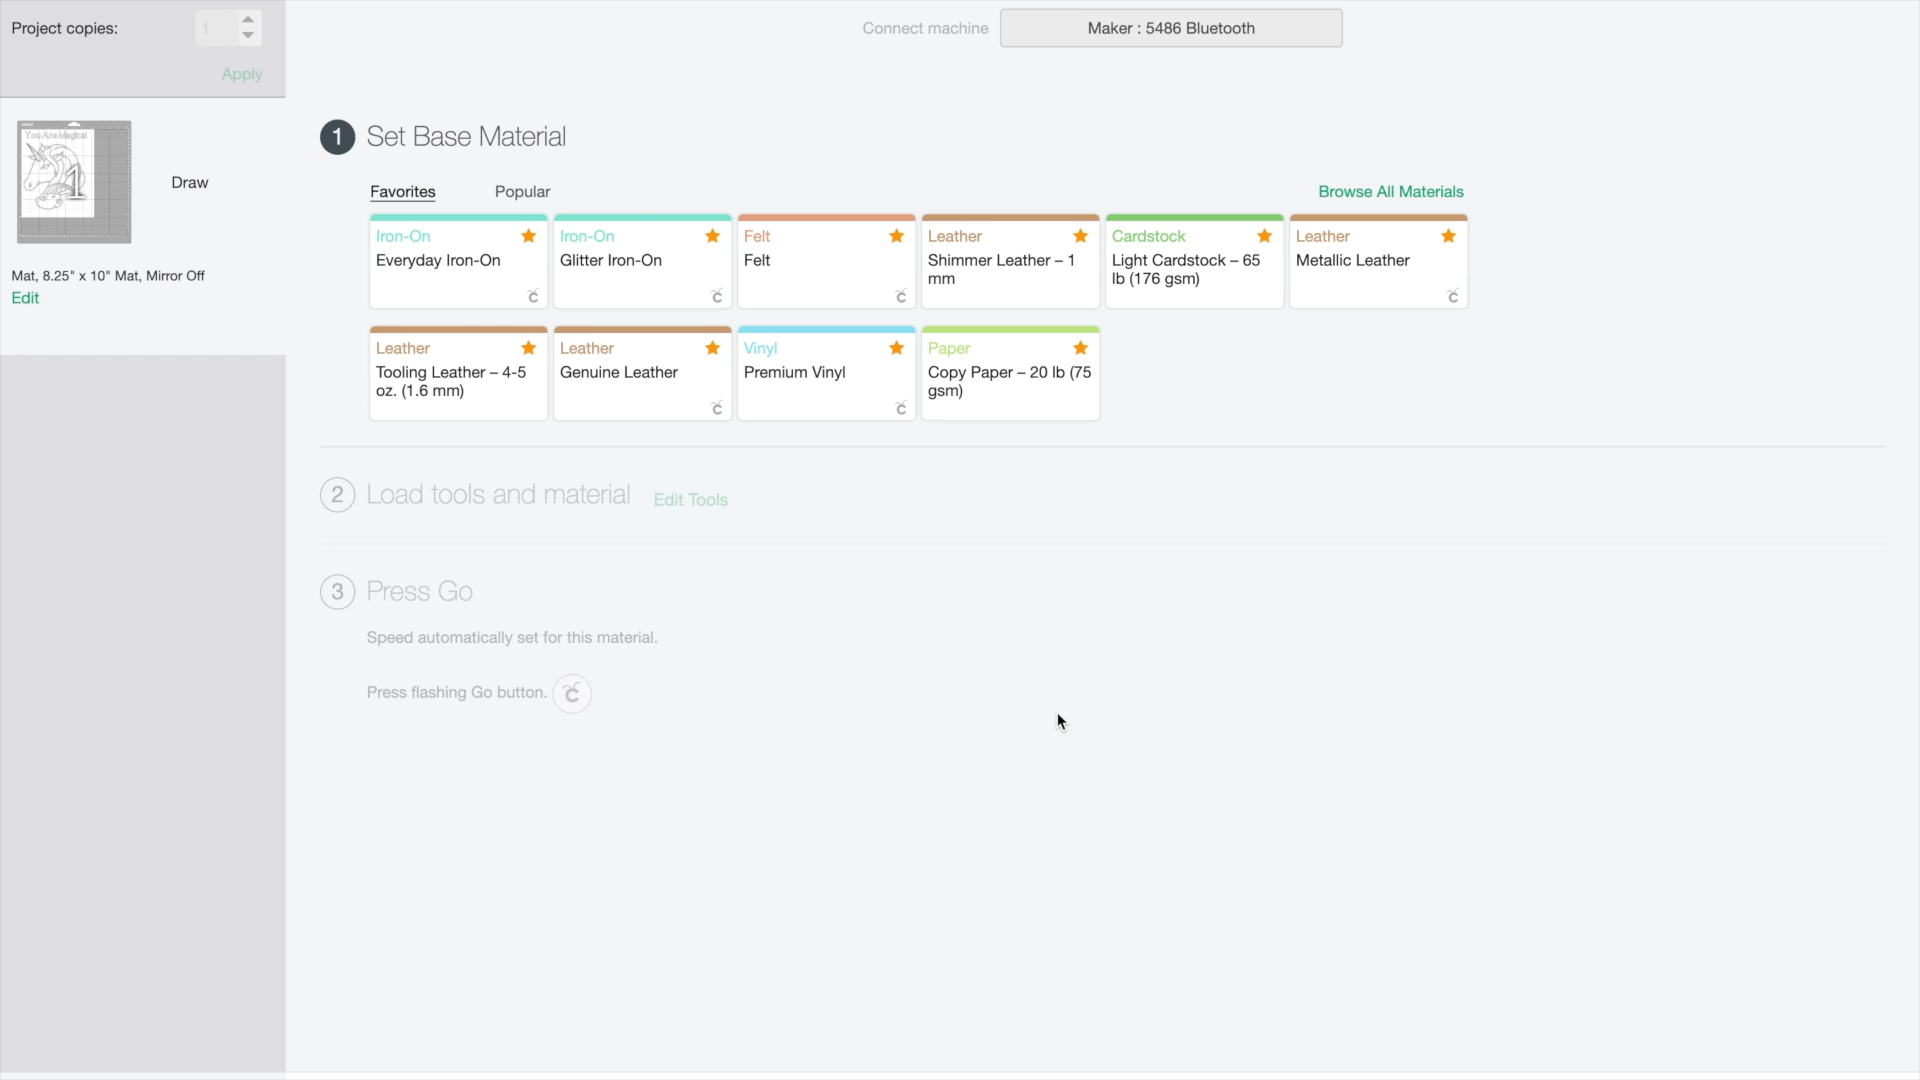 Project copies:
1
Apply
Connect machine
Maker : 5486 Bluetooth
You Are Magical
1
Draw
Mat, 8.25" x 10" Mat, Mirror Off
Edit
1 Set Base Material
Favorites
Popular
Browse All Materials
Iron-On
Everyday Iron-On
Iron-On
Glitter Iron-On
Felt
Felt
Leather
Shimmer Leather – 1
mm
Cardstock
Light Cardstock – 65
lb (176 gsm)
Leather
Metallic Leather
Leather
Tooling Leather – 4-5
oz. (1.6 mm)
Leather
Genuine Leather
Vinyl
Premium Vinyl
Paper
Copy Paper – 20 lb (75
gsm)
2 Load tools and material
Edit Tools
3 Press Go
Speed automatically set for this material.
Press flashing Go button.